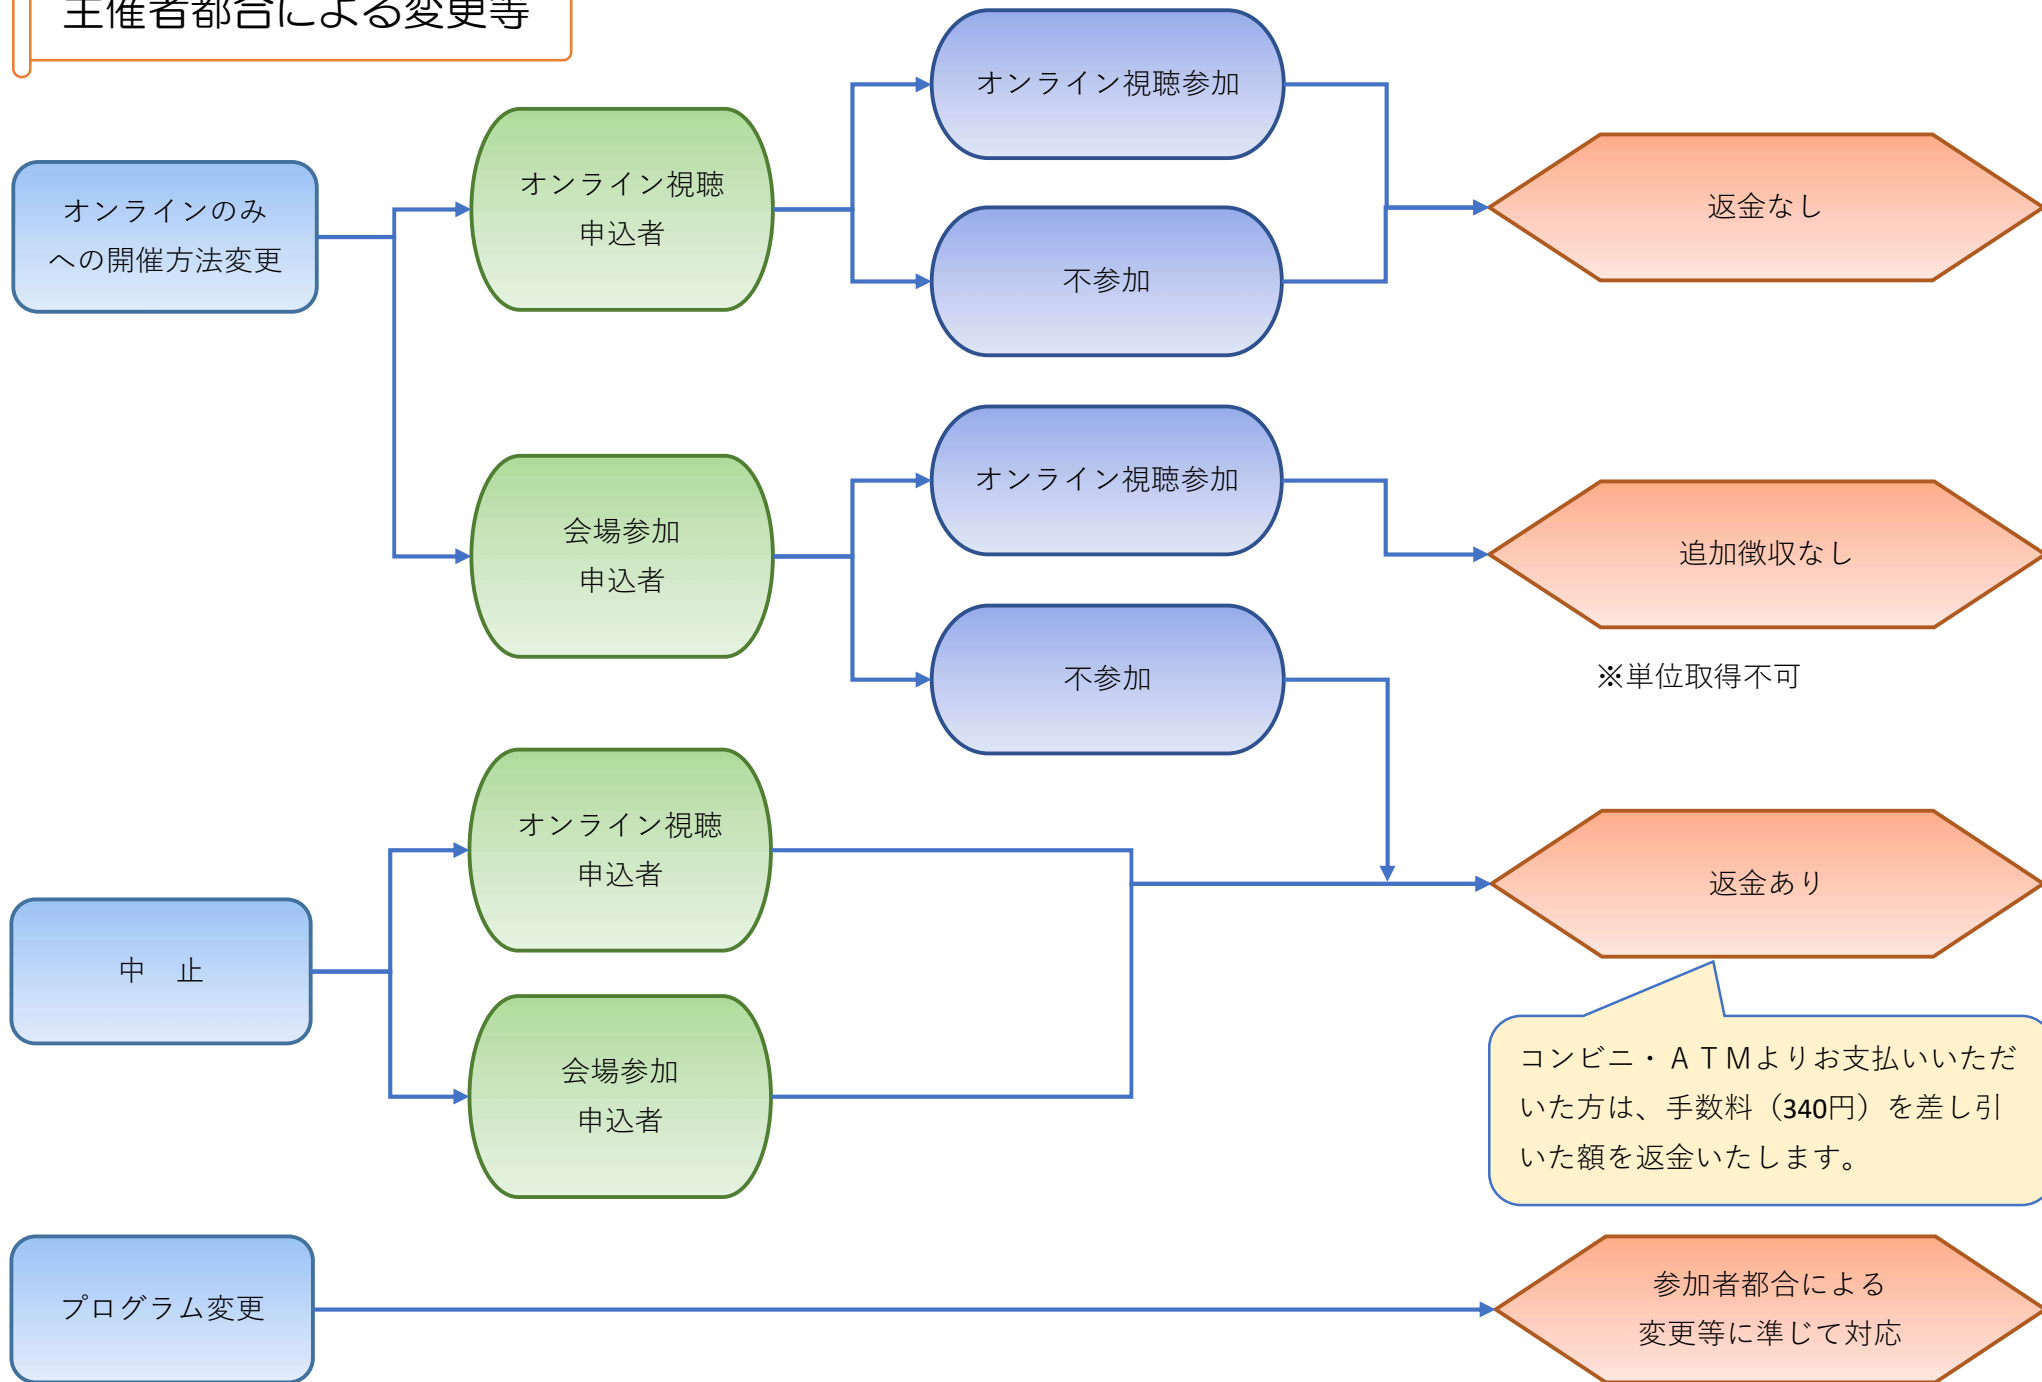 主催者都合による変更等
オンライン視聴参加
オンライン視聴
申込者
オンラインのみ
への開催方法変更
返金なし
不参加
オンライン視聴参加
会場参加
申込者
追加徴収なし
不参加
※単位取得不可
オンライン視聴
申込者
返金あり
中　止
コンビニ・ＡＴＭよりお支払いいただ
いた方は、手数料（340円）を差し引
いた額を返金いたします。
会場参加
申込者
プログラム変更
参加者都合による
変更等に準じて対応